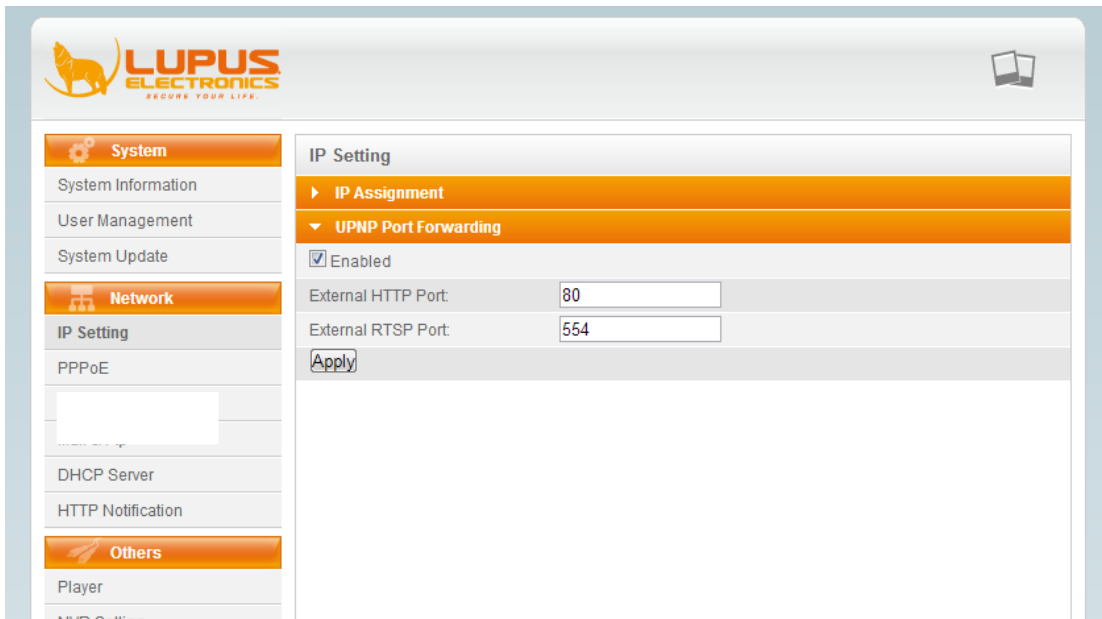 LUPUS
ELECTRONICS
SECURE YOUR LIFE.
System
System Information
User Management
System Update
Network
IP Setting
PPPoE
DHCP Server
HTTP Notification
Others
Player
IP Setting
IP Assignment
UPNP Port Forwarding
Enabled
External HTTP Port: 80
External RTSP Port: 554
Apply